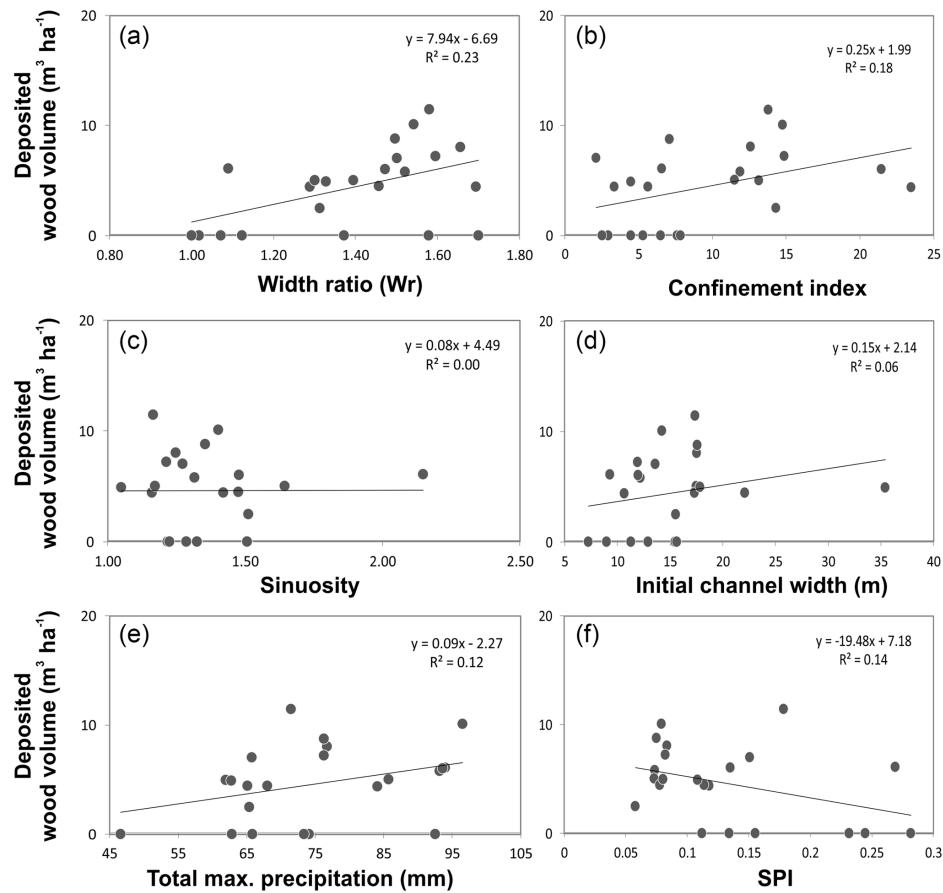 (a)
y = 7.94x - 6.69
R² = 0.23
Deposited
wood volume (m³ ha⁻¹)
20
10
0
0.80 1.00 1.20 1.40 1.60 1.80
Width ratio (Wr)
(b)
y = 0.25x + 1.99
R² = 0.18
20
10
0
0 5 10 15 20 25
Confinement index
(c)
y = 0.08x + 4.49
R² = 0.00
Deposited
wood volume (m³ ha⁻¹)
20
10
0
1.00 1.50 2.00 2.50
Sinuosity
(d)
y = 0.15x + 2.14
R² = 0.06
20
10
0
5 10 15 20 25 30 35 40
Initial channel width (m)
(e)
y = 0.09x - 2.27
R² = 0.12
Deposited
wood volume (m³ ha⁻¹)
20
10
0
45 55 65 75 85 95 105
Total max. precipitation (mm)
(f)
y = -19.48x + 7.18
R² = 0.14
20
10
0
0 0.05 0.1 0.15 0.2 0.25 0.3
SPI